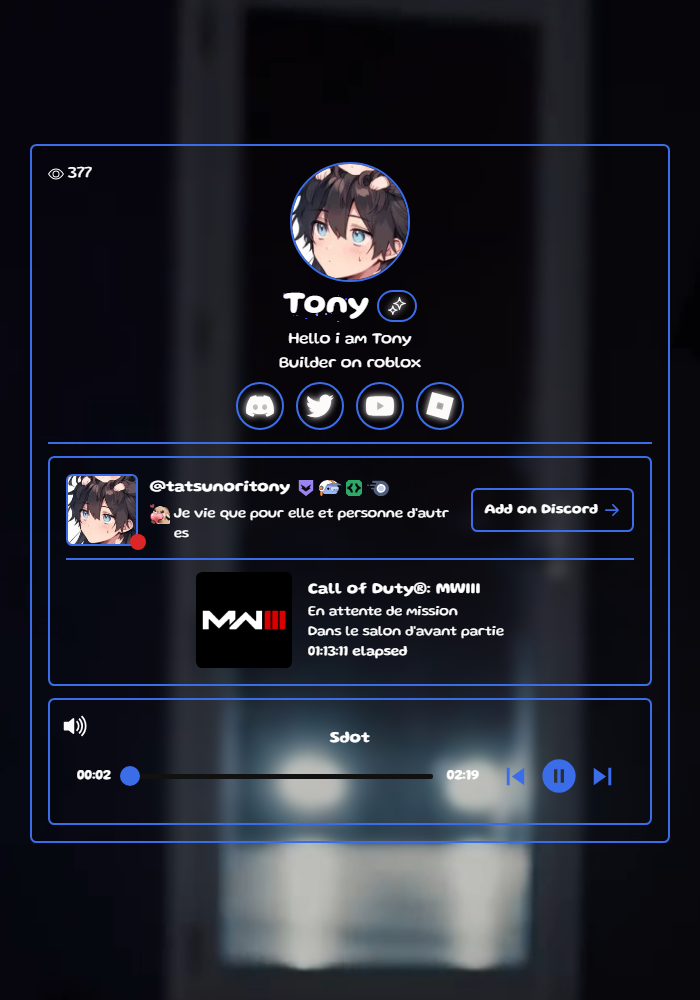 377
Tony
Hello i am Tony
Builder on roblox
@tatsunoritony
Je vie que pour elle et personne d'autr
es
Add on Discord
MWIII
Call of Duty®: MWIII
En attente de mission
Dans le salon d'avant partie
01:13:11 elapsed
Sdot
00:02
02:19